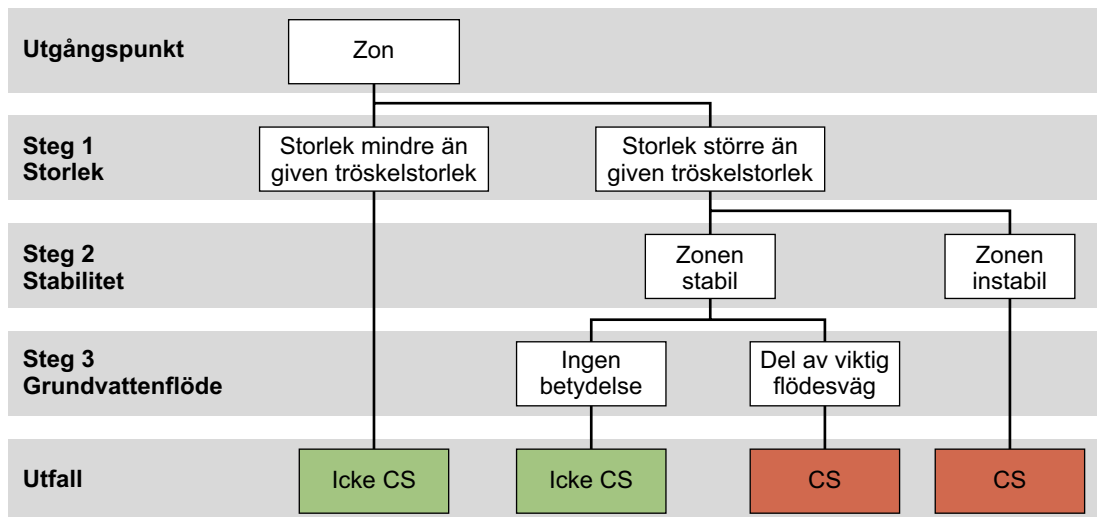 Utgångspunkt
Zon
Steg 1
Storlek
Storlek mindre än
given tröskelstorlek
Storlek större än
given tröskelstorlek
Steg 2
Stabilitet
Zonen
stabil
Zonen
instabil
Steg 3
Grundvattenflöde
Ingen
betydelse
Del av viktig
flödesväg
Utfall
Icke CS
Icke CS
CS
CS